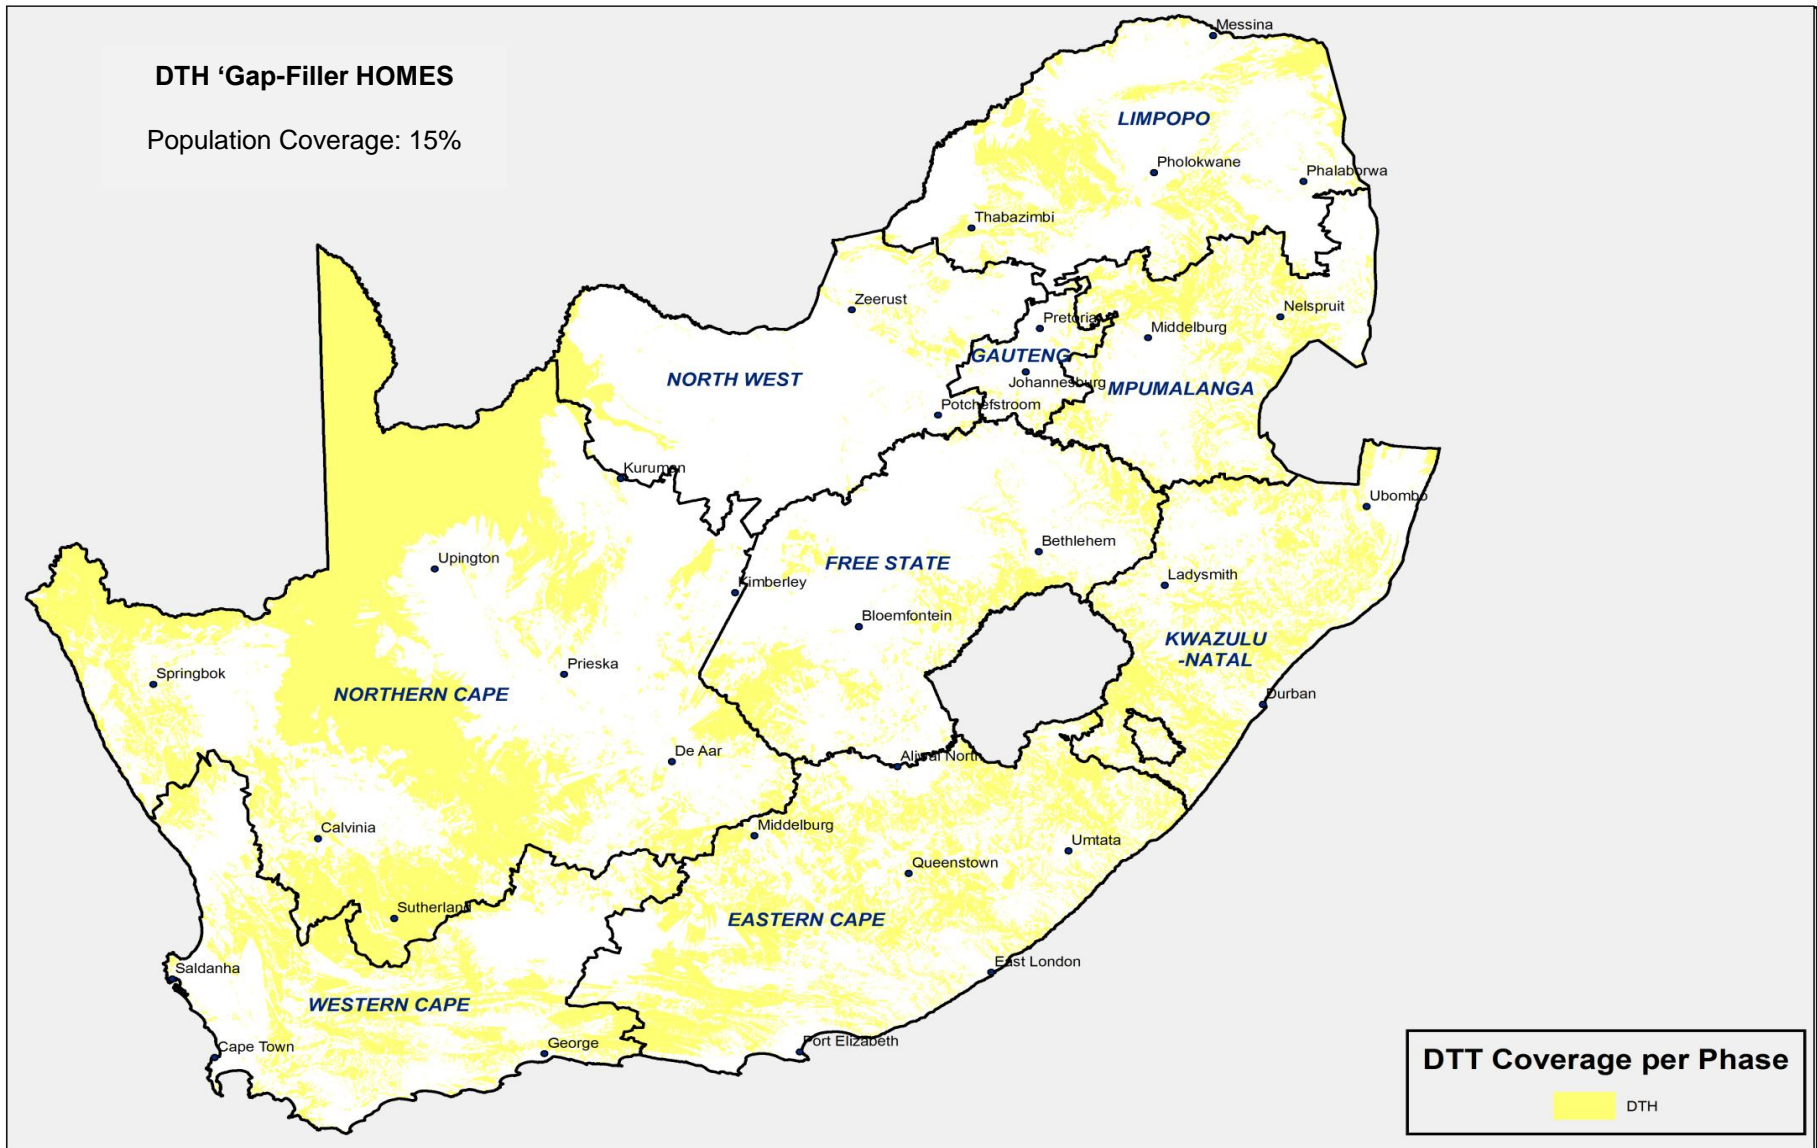 DTH ‘Gap-Filler HOMES
Population Coverage: 15%
Messina
LIMPOPO
Pholokwane
Phalaborwa
Thabazimbi
Zeerust
Pretoria
Middelburg
Nelspruit
GAUTENG
NORTH WEST
Johannesburg
MPUMALANGA
Potchefstroom
Kuruman
Ubombo
Upington
FREE STATE
Bethlehem
Kimberley
Ladysmith
Bloemfontein
KWAZULU
-NATAL
Springbok
Prieska
NORTHERN CAPE
Durban
De Aar
Aliwal North
Calvinia
Middelburg
Umtata
Queenstown
Sutherland
EASTERN CAPE
Saldanha
East London
WESTERN CAPE
Cape Town
George
Port Elizabeth
DTT Coverage per Phase
DTH